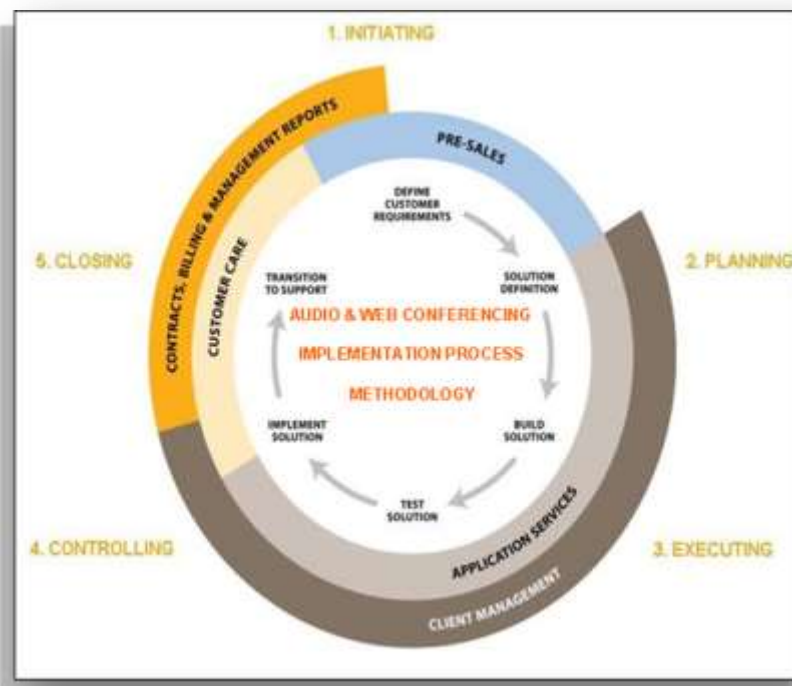 1. INITIATING
CONTRACTS, BILLING & MANAGEMENT REPORTS
PRE-SALES
CUSTOMER CARE
DEFINE
CUSTOMER
REQUIREMENTS
5. CLOSING
2. PLANNING
TRANSITION
TO SUPPORT
SOLUTION
DEFINITION
AUDIO & WEB CONFERENCING
IMPLEMENTATION PROCESS
METHODOLOGY
IMPLEMENT
SOLUTION
BUILD
SOLUTION
TEST
SOLUTION
4. CONTROLLING
3. EXECUTING
APPLICATION SERVICES
CLIENT MANAGEMENT